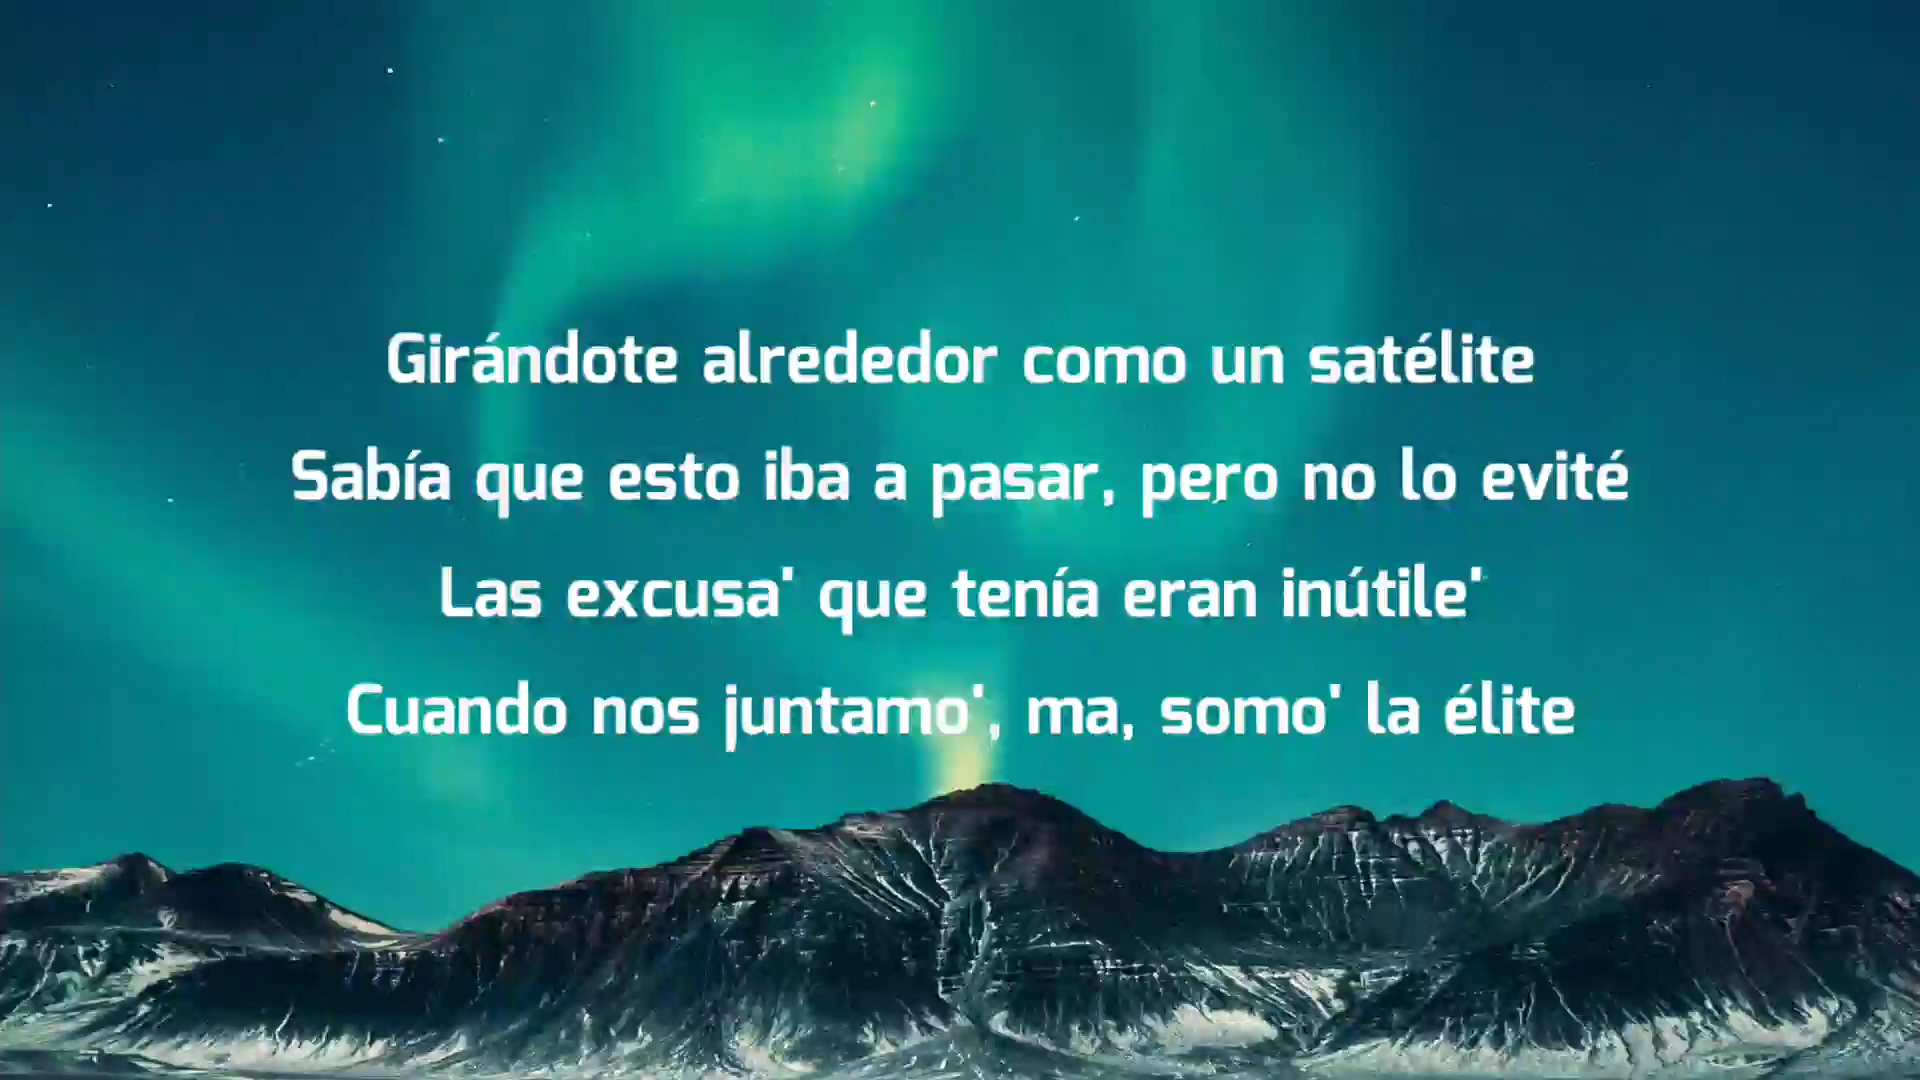 Girándote alrededor como un satélite
Sabía que esto iba a pasar, pero no lo evité
Las excusa' que tenía eran inútile'
Cuando nos juntamo', ma, somo' la élite